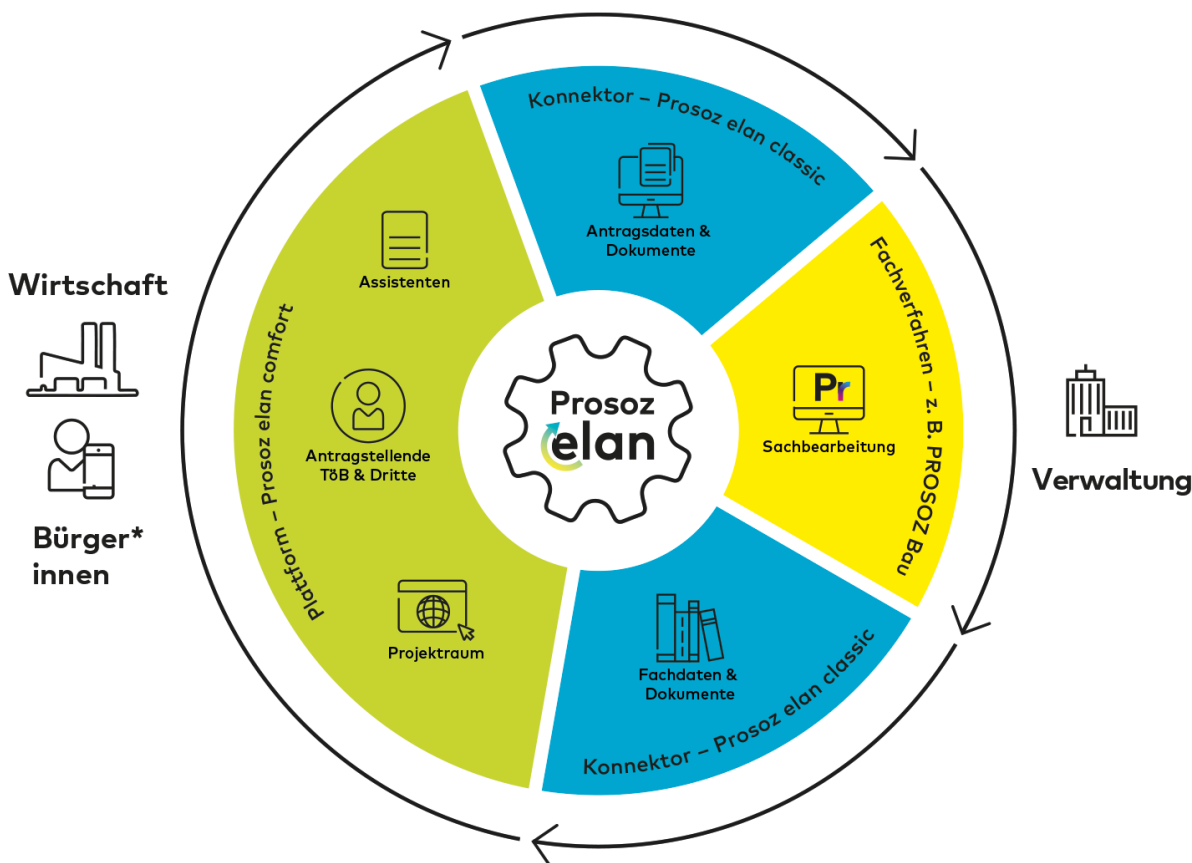 Konnektor – Prosoz elan classic
Antragsdaten &
Dokumente
Fachverfahren – z. B. PROSOZ Bau
Pr
Sachbearbeitung
Verwaltung
Konnektor – Prosoz elan classic
Fachdaten &
Dokumente
Plattform – Prosoz elan comfort
Assistenten
Antragstellende
TöB & Dritte
Projektraum
Wirtschaft
Bürger*
innen
Prosoz
elan